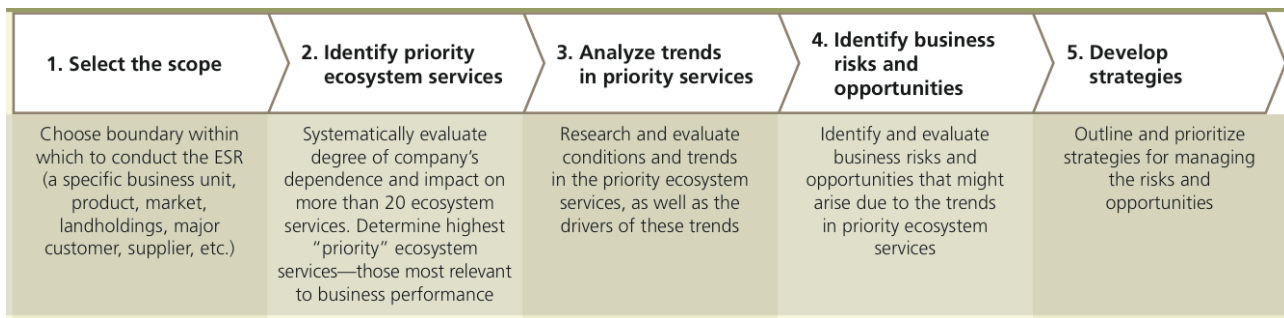 1. Select the scope
2. Identify priority
ecosystem services
3. Analyze trends
in priority services
4. Identify business
risks and
opportunities
5. Develop
strategies
Choose boundary within
which to conduct the ESR
(a specific business unit,
product, market,
landholdings, major
customer, supplier, etc.)
Systematically evaluate
degree of company’s
dependence and impact on
more than 20 ecosystem
services. Determine highest
“priority” ecosystem
services—those most relevant
to business performance
Research and evaluate
conditions and trends
in the priority ecosystem
services, as well as the
drivers of these trends
Identify and evaluate
business risks and
opportunities that might
arise due to the trends
in priority ecosystem
services
Outline and prioritize
strategies for managing
the risks and
opportunities